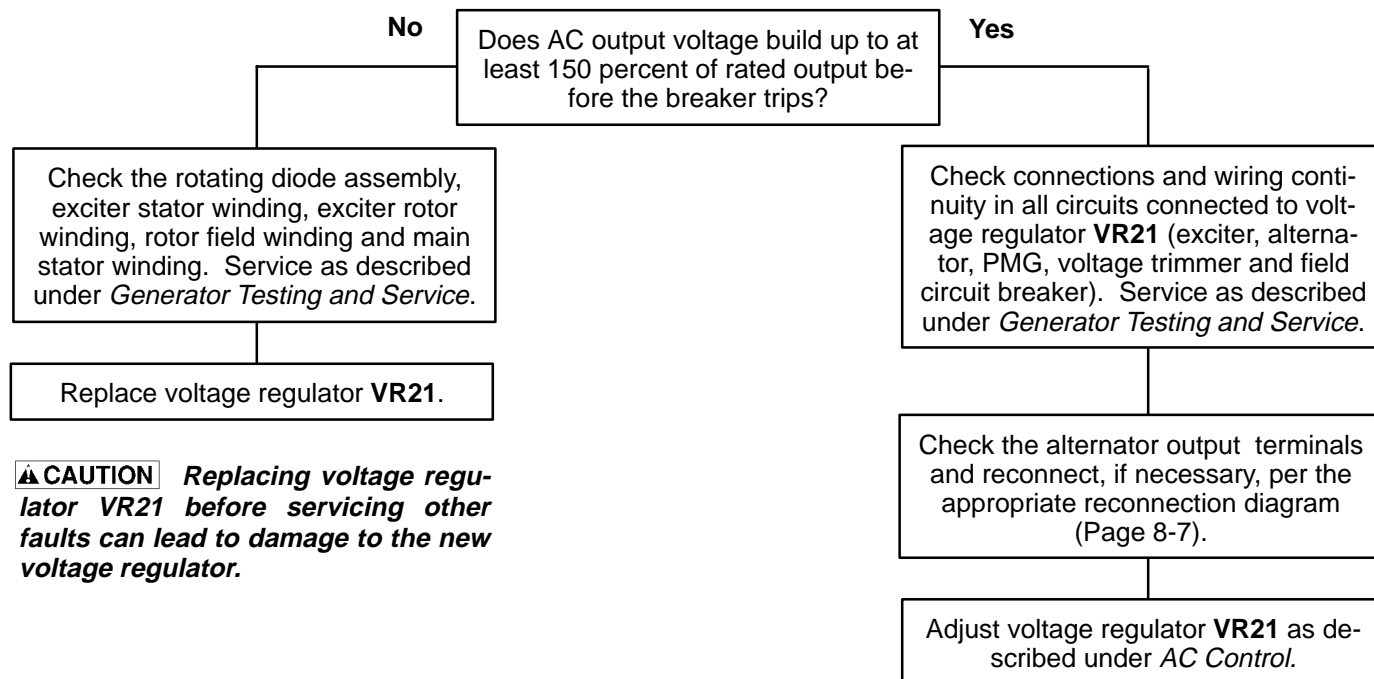 No
Does AC output voltage build up to at
least 150 percent of rated output be-
fore the breaker trips?
Yes
Check the rotating diode assembly,
exciter stator winding, exciter rotor
winding, rotor field winding and main
stator winding. Service as described
under Generator Testing and Service.
Replace voltage regulator VR21.
CAUTION Replacing voltage regu-
lator VR21 before servicing other
faults can lead to damage to the new
voltage regulator.
Check connections and wiring conti-
nuity in all circuits connected to volt-
age regulator VR21 (exciter, alterna-
tor, PMG, voltage trimmer and field
circuit breaker). Service as described
under Generator Testing and Service.
Check the alternator output terminals
and reconnect, if necessary, per the
appropriate reconnection diagram
(Page 8-7).
Adjust voltage regulator VR21 as de-
scribed under AC Control.